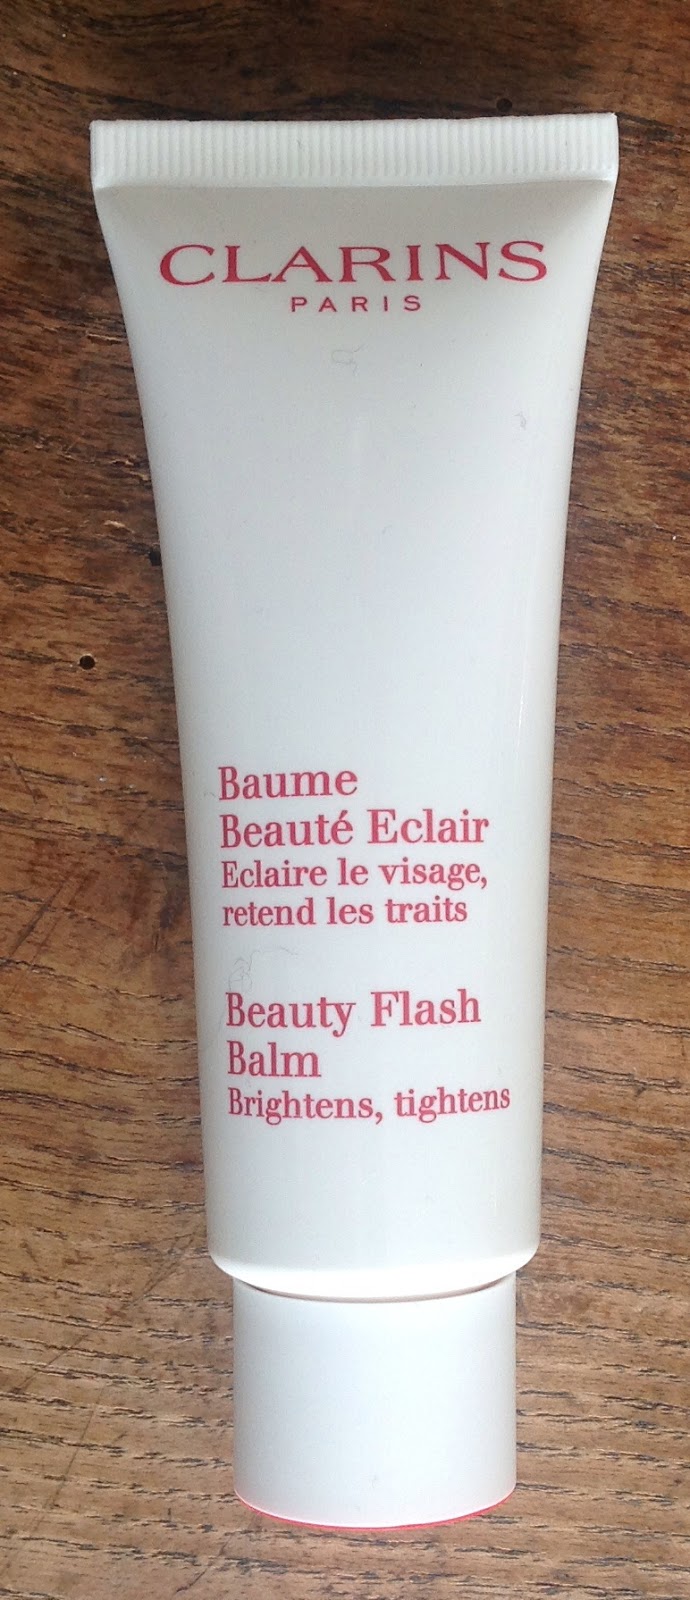 CLARINS
PARIS
Baume
Beauté Eclair
Eclaire le visage,
retend les traits
Beauty Flash
Balm
Brightens, tightens